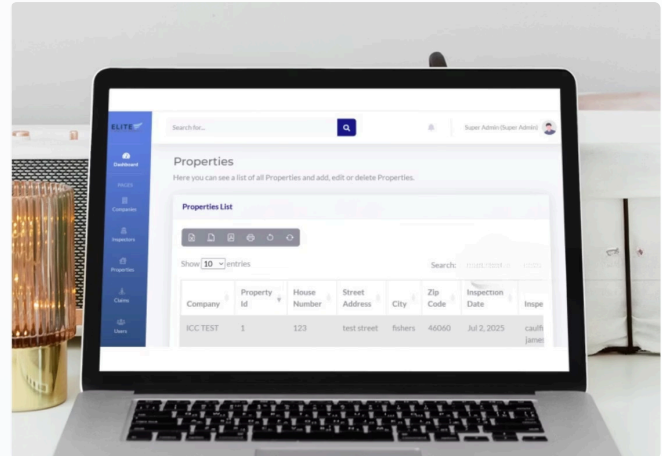 ELITE
Search for...
Super Admin (Super Admin)
Dashboard
PAGES
Companies
Inspectors
Properties
Claims
Users
Properties
Here you can see a list of all Properties and add, edit or delete Properties.
Properties List
Show 10 entries
Search:
Company Property Id House Number Street Address City Zip Code Inspection Date Inspe
ICC TEST 1 123 test street fishers 46060 Jul 2, 2025 caulfi
james